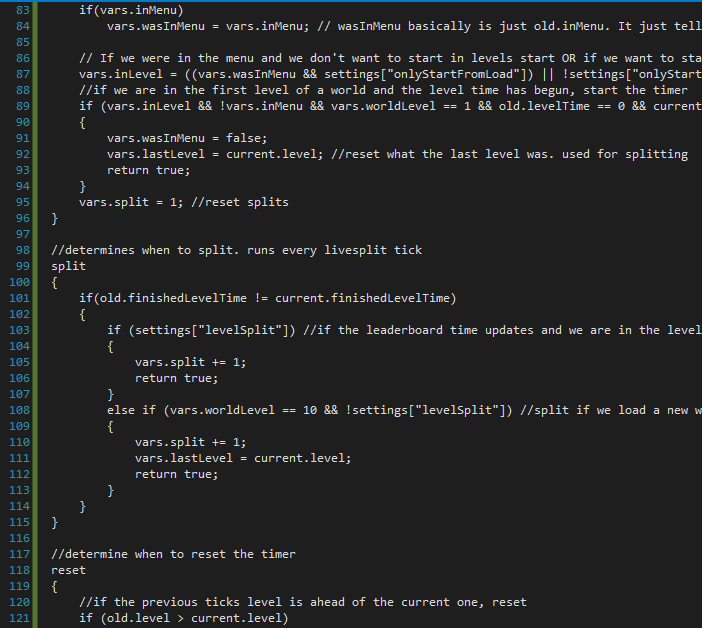 83 if(vars.inMenu)
84 vars.wasInMenu = vars.inMenu; // wasInMenu basically is just old.inMenu. It just tell
85
86 // If we were in the menu and we don't want to start in levels start OR if we want to sta
87 vars.inLevel = ((vars.wasInMenu && settings["onlyStartFromLoad"]) || !settings["onlyStart
88 //if we are in the first level of a world and the level time has begun, start the timer
89 if (vars.inLevel && !vars.inMenu && vars.worldLevel == 1 && old.levelTime == 0 && current
90 {
91 vars.wasInMenu = false;
92 vars.lastLevel = current.level; //reset what the last level was. used for splitting
93 return true;
94 }
95 vars.split = 1; //reset splits
96 }
97
98 //determines when to split. runs every livesplit tick
99 split
100 {
101 if(old.finishedLevelTime != current.finishedLevelTime)
102 {
103 if (settings["levelSplit"]) //if the leaderboard time updates and we are in the level
104 {
105 vars.split += 1;
106 return true;
107 }
108 else if (vars.worldLevel == 10 && !settings["levelSplit"]) //split if we load a new w
109 {
110 vars.split += 1;
111 vars.lastLevel = current.level;
112 return true;
113 }
114 }
115 }
116
117 //determine when to reset the timer
118 reset
119 {
120 //if the previous ticks level is ahead of the current one, reset
121 if (old.level > current.level)